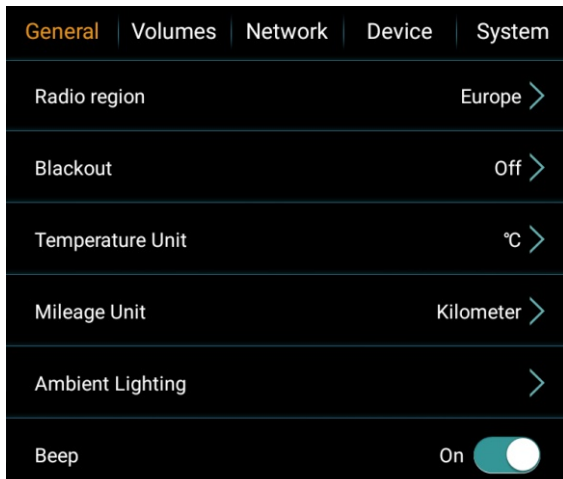 General Volumes Network Device System
Radio region Europe
Blackout Off
Temperature Unit ℃
Mileage Unit Kilometer
Ambient Lighting
Beep On